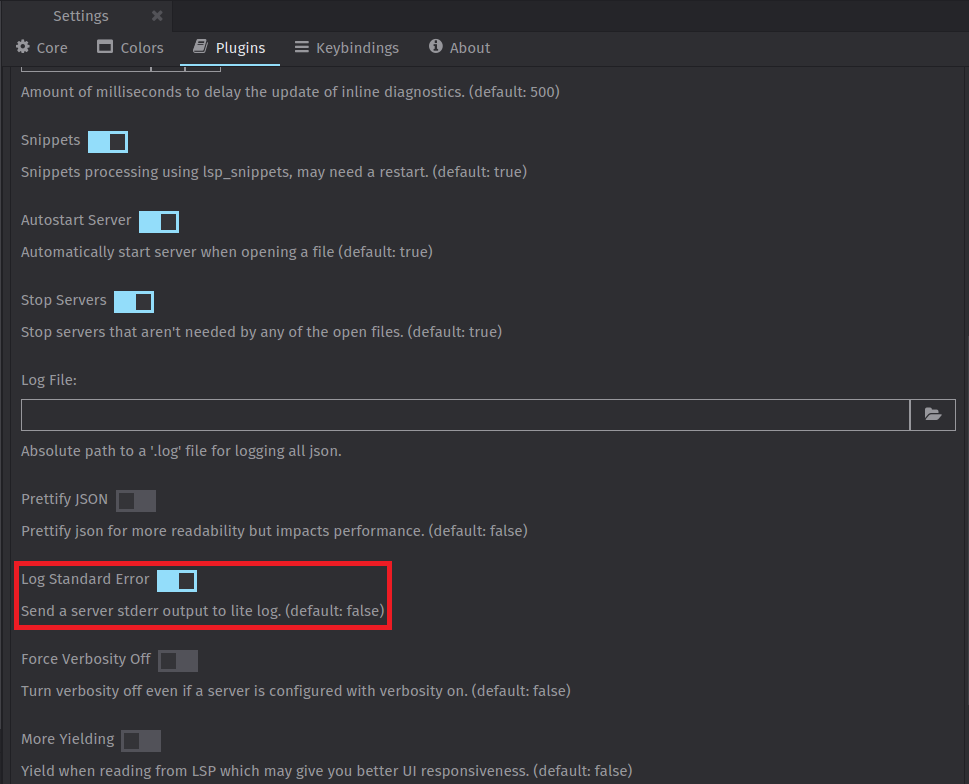 Settings
Core Colors Plugins Keybindings About
Amount of milliseconds to delay the update of inline diagnostics. (default: 500)
Snippets
Snippets processing using lsp_snippets, may need a restart. (default: true)
Autostart Server
Automatically start server when opening a file (default: true)
Stop Servers
Stop servers that aren't needed by any of the open files. (default: true)
Log File:
Absolute path to a '.log' file for logging all json.
Prettify JSON
Prettify json for more readability but impacts performance. (default: false)
Log Standard Error
Send a server stderr output to lite log. (default: false)
Force Verbosity Off
Turn verbosity off even if a server is configured with verbosity on. (default: false)
More Yielding
Yield when reading from LSP which may give you better UI responsiveness. (default: false)